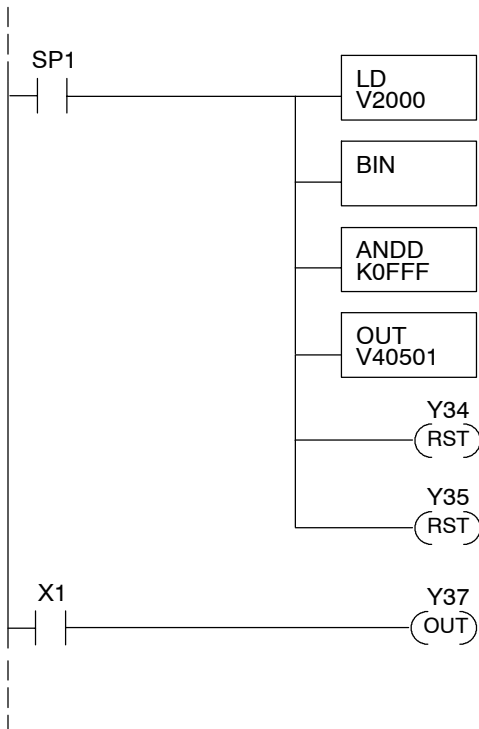 SP1
LD
V2000
BIN
ANDD
K0FFF
OUT
V40501
Y34
RST
Y35
RST
X1
Y37
OUT